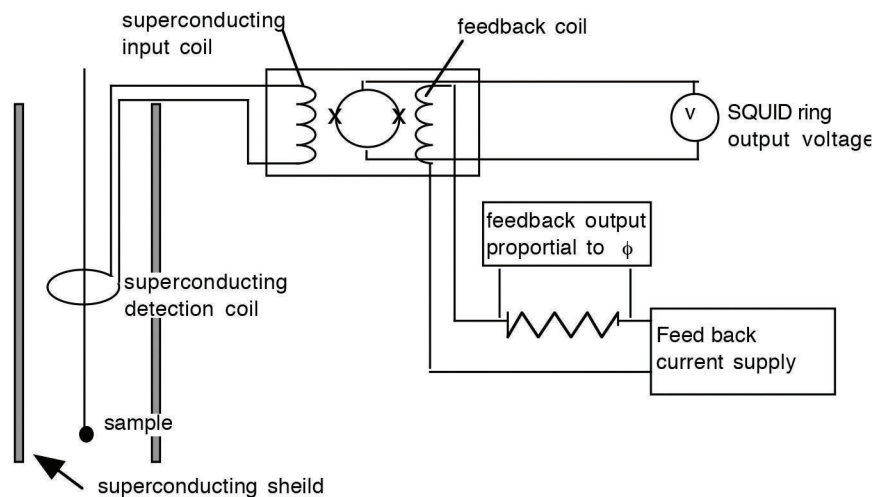 superconducting
input coil
feedback coil
V
SQUID ring
output voltage
X
X
feedback output
proportial to ϕ
superconducting
detection coil
Feed back
current supply
sample
superconducting sheild